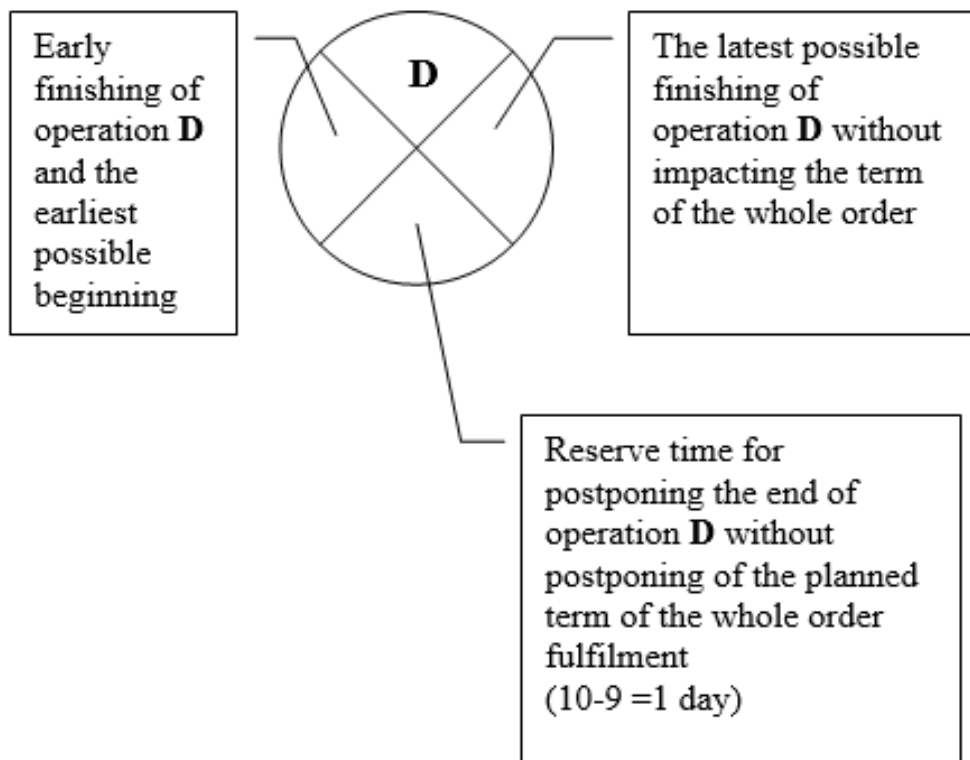 Early
finishing of
operation D
and the
earliest
possible
beginning
D
The latest possible
finishing of
operation D without
impacting the term
of the whole order
Reserve time for
postponing the end of
operation D without
postponing of the planned
term of the whole order
fulfilment
(10-9 =1 day)